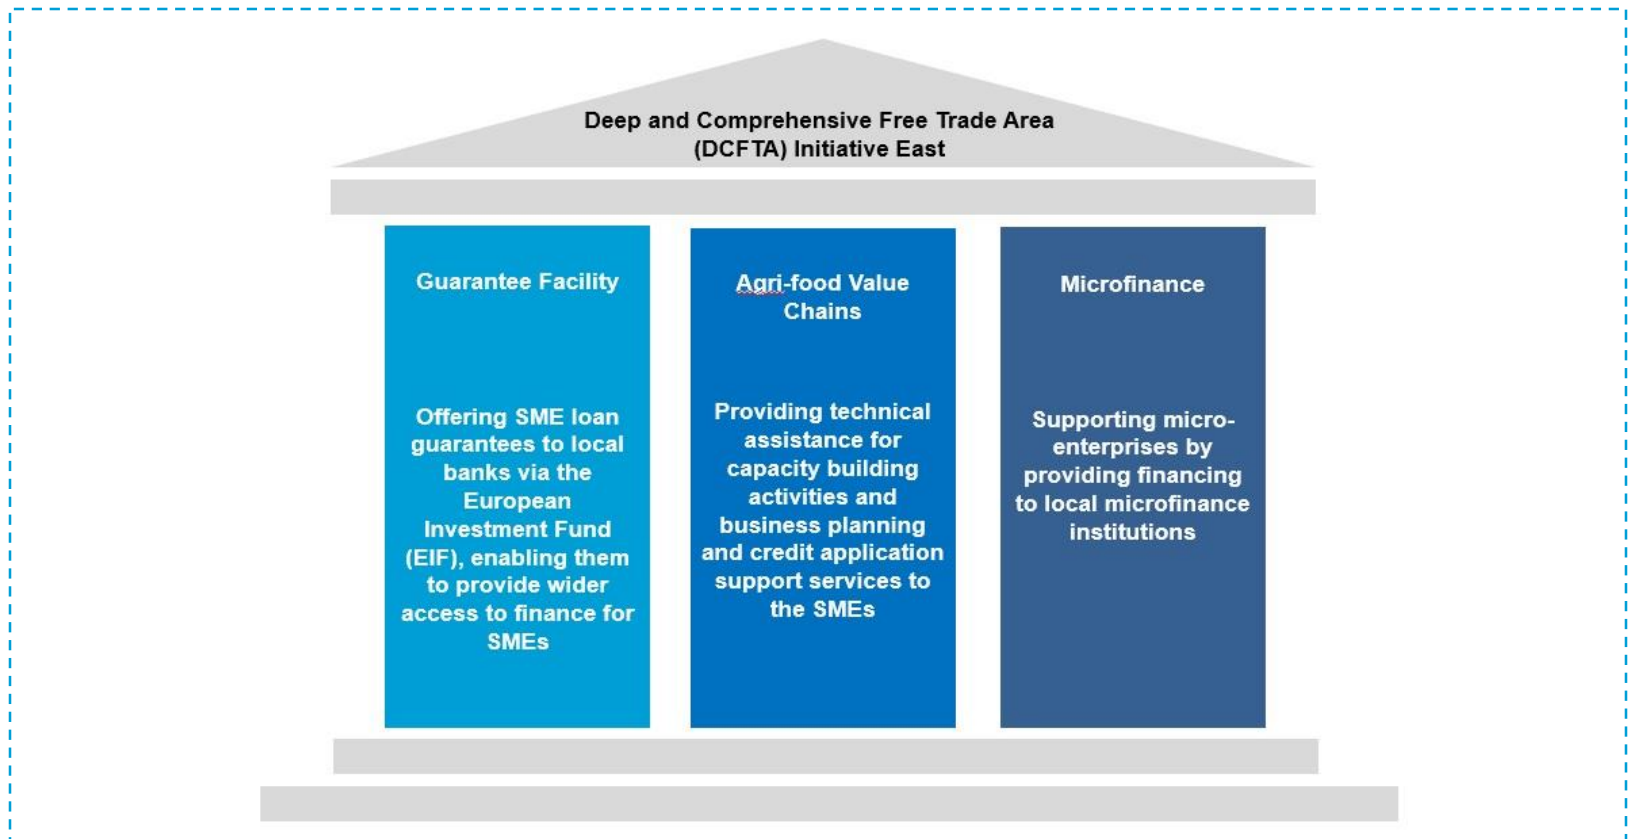 Deep and Comprehensive Free Trade Area
(DCFTA) Initiative East
Guarantee Facility
Offering SME loan
guarantees to local
banks via the
European
Investment Fund
(EIF), enabling them
to provide wider
access to finance for
SMEs
Agri-food Value
Chains
Providing technical
assistance for
capacity building
activities and
business planning
and credit application
support services to
the SMEs
Microfinance
Supporting micro-
enterprises by
providing financing
to local microfinance
institutions